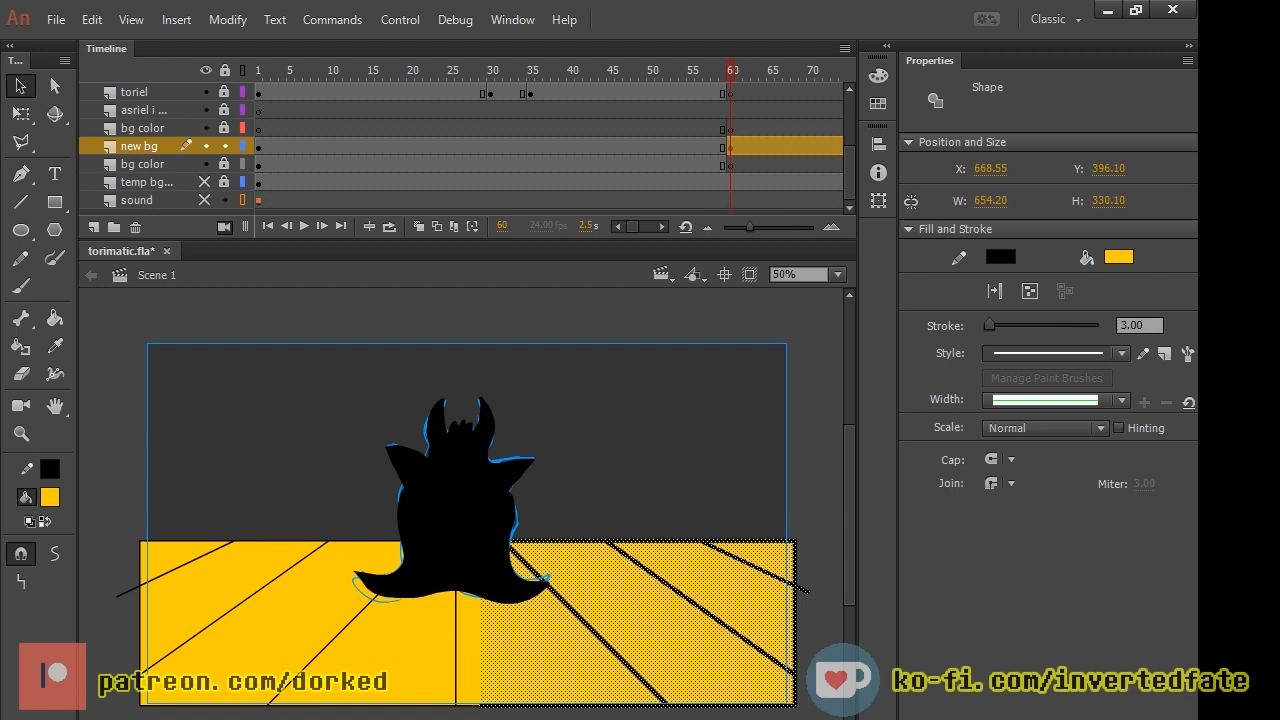 An File Edit View Insert Modify Text Commands Control Debug Window Help Classic
T... Timeline Properties
1 5 10 15 20 25 30 35 40 45 50 55 60 65 70
toriel
asriel i ...
bg color
new bg
bg color
temp bg...
sound
60 24.00 fps 2.5 s
torimatic.fla*
Scene 1 50%
Shape
Position and Size
X: 668.55 Y: 396.10
W: 654.20 H: 330.10
Fill and Stroke
Stroke: 3.00
Style:
Manage Paint Brushes
Width:
Scale: Normal Hinting
Cap:
Join: Miter: 3.00
patreon.com/dorked ko-fi.com/invertedfate